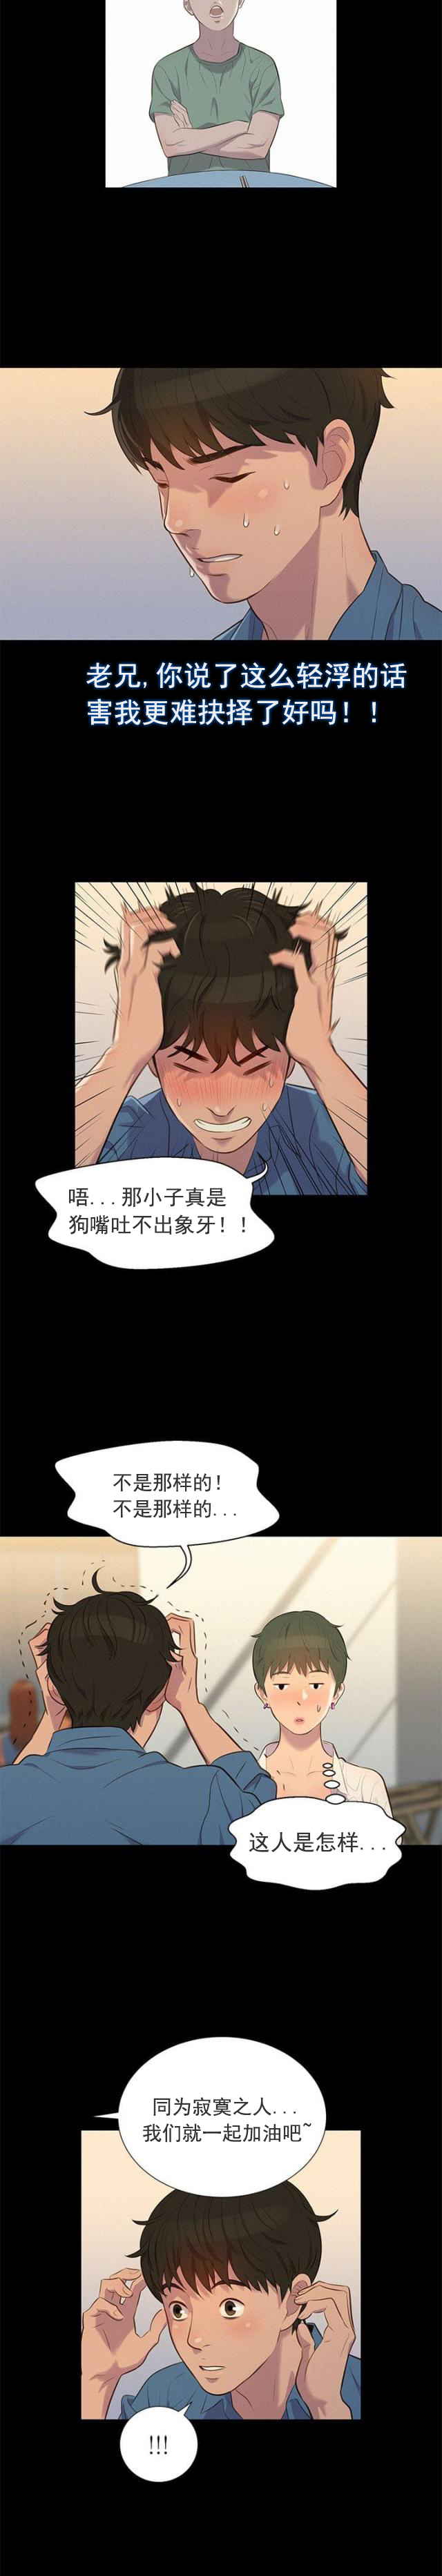 老兄,你说了这么轻浮的话
害我更难抉择了好吗！！
唔...那小子真是
狗嘴吐不出象牙！！
不是那样的！
不是那样的...
这人是怎样...
同为寂寞之人...
我们就一起加油吧~
!!!